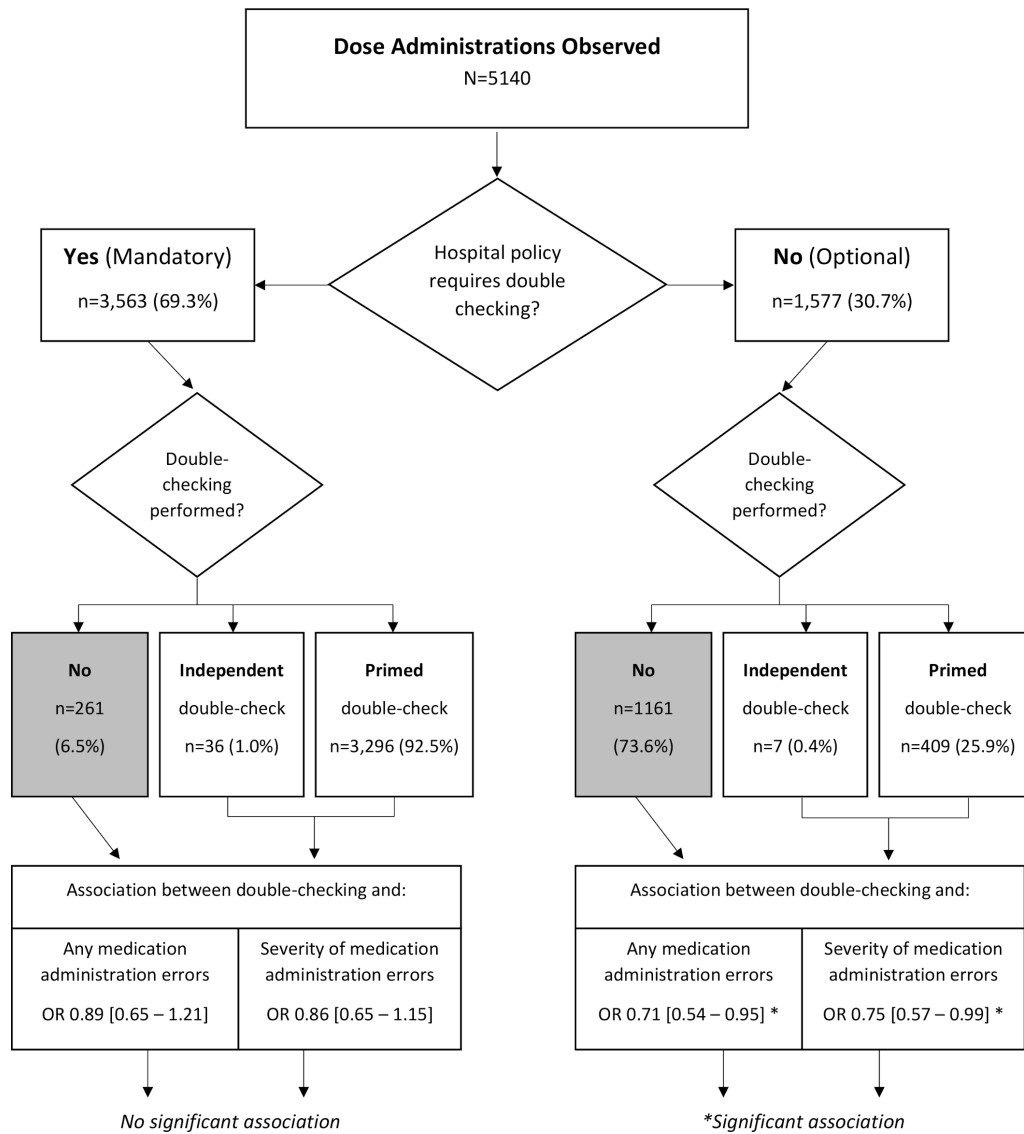 Dose Administrations Observed
N=5140
Hospital policy
requires double
checking?
Yes (Mandatory)
n=3,563 (69.3%)
No (Optional)
n=1,577 (30.7%)
Double-
checking
performed?
Double-
checking
performed?
No
n=261
(6.5%)
Independent
double-check
n=36 (1.0%)
Primed
double-check
n=3,296 (92.5%)
No
n=1161
(73.6%)
Independent
double-check
n=7 (0.4%)
Primed
double-check
n=409 (25.9%)
Association between double-checking and:
Any medication
administration errors
OR 0.89 [0.65 – 1.21]
Severity of medication
administration errors
OR 0.86 [0.65 – 1.15]
Association between double-checking and:
Any medication
administration errors
OR 0.71 [0.54 – 0.95] *
Severity of medication
administration errors
OR 0.75 [0.57 – 0.99] *
No significant association
*Significant association